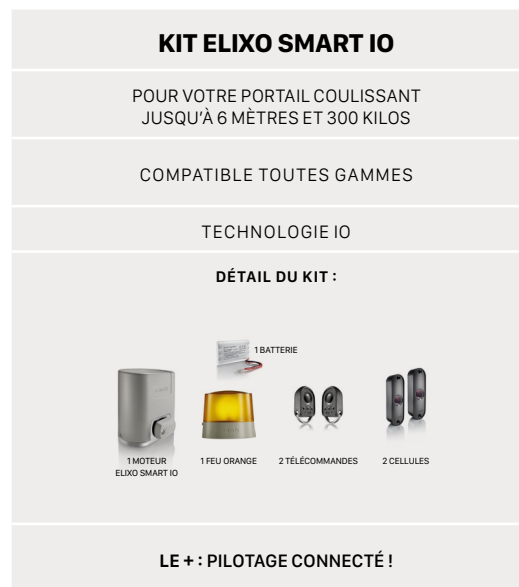 KIT ELIXO SMART IO
POUR VOTRE PORTAIL COULISSANT
JUSQU'À 6 MÈTRES ET 300 KILOS
COMPATIBLE TOUTES GAMMES
TECHNOLOGIE IO
DÉTAIL DU KIT :
1 BATTERIE
1 MOTEUR
ELIXO SMART IO
1 FEU ORANGE
2 TÉLÉCOMMANDES
2 CELLULES
LE + : PILOTAGE CONNECTÉ !